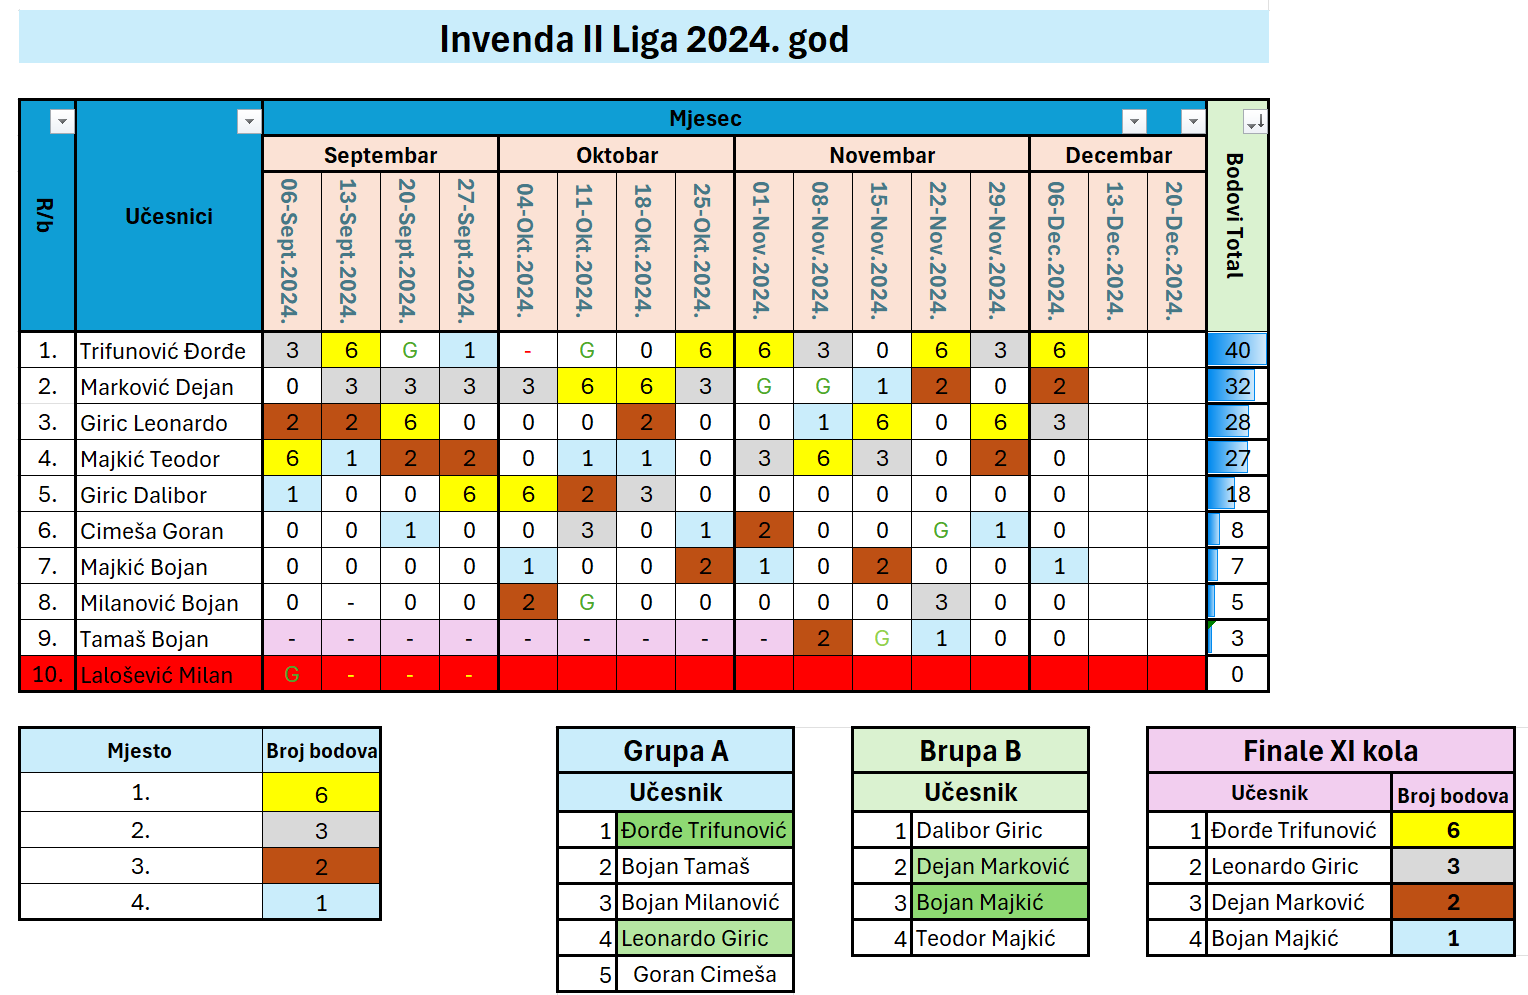 Invenda II Liga 2024. god
R/b Učesnici Mjesec Bodovi Total
Septembar Oktobar Novembar Decembar
06-Sept.2024. 13-Sept.2024. 20-Sept.2024. 27-Sept.2024. 04-Okt.2024. 11-Okt.2024. 18-Okt.2024. 25-Okt.2024. 01-Nov.2024. 08-Nov.2024. 15-Nov.2024. 22-Nov.2024. 29-Nov.2024. 06-Dec.2024. 13-Dec.2024. 20-Dec.2024.
1. Trifunović Đorđe 3 6 G 1 - G 0 6 6 3 0 6 3 6 40
2. Marković Dejan 0 3 3 3 3 6 6 3 G G 1 2 0 2 32
3. Giric Leonardo 2 2 6 0 0 0 2 0 0 1 6 0 6 3 28
4. Majkić Teodor 6 1 2 2 0 1 1 0 3 6 3 0 2 0 27
5. Giric Dalibor 1 0 0 6 6 2 3 0 0 0 0 0 0 0 18
6. Cimeša Goran 0 0 1 0 0 3 0 1 2 0 0 G 1 0 8
7. Majkić Bojan 0 0 0 0 1 0 0 2 1 0 2 0 0 1 7
8. Milanović Bojan 0 - 0 0 2 G 0 0 0 0 0 3 0 0 5
9. Tamaš Bojan - - - - - - - - - 2 G 1 0 0 3
10. Lalošević Milan G - - - 0
Mjesto Broj bodova
1. 6
2. 3
3. 2
4. 1
Grupa A
Učesnik
1 Đorđe Trifunović
2 Bojan Tamaš
3 Bojan Milanović
4 Leonardo Giric
5 Goran Cimeša
Brupa B
Učesnik
1 Dalibor Giric
2 Dejan Marković
3 Bojan Majkić
4 Teodor Majkić
Finale XI kola
Učesnik Broj bodova
1 Đorđe Trifunović 6
2 Leonardo Giric 3
3 Dejan Marković 2
4 Bojan Majkić 1